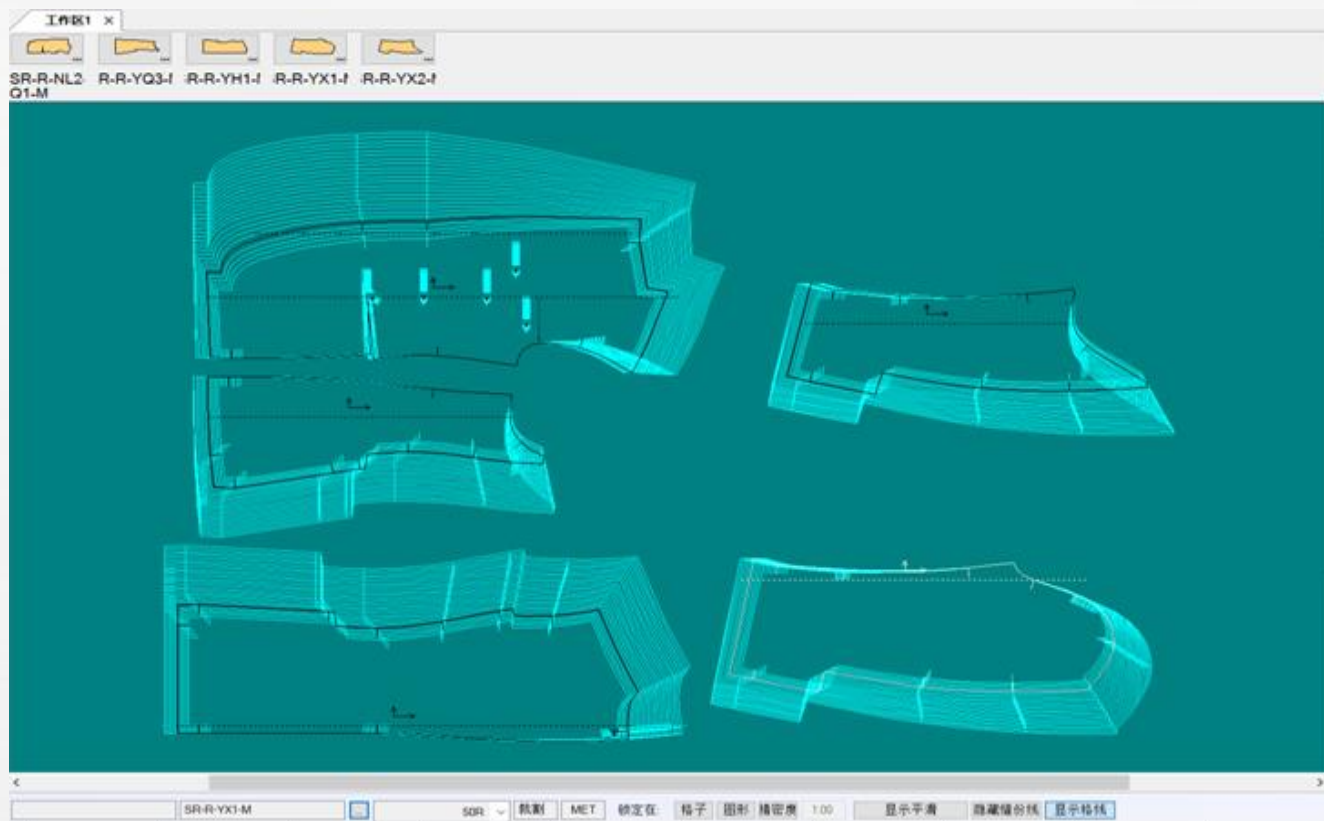 工作区1
SR-R-NL2-
Q1-M
R-R-YQ3-
R-R-YH1-
R-R-YX1-
R-R-YX2-
SR-R-YX1-M
50R
裁割
MET
锁定在
格子
图形
精密度
1.00
显示平滑
隐藏缝份线
显示格线